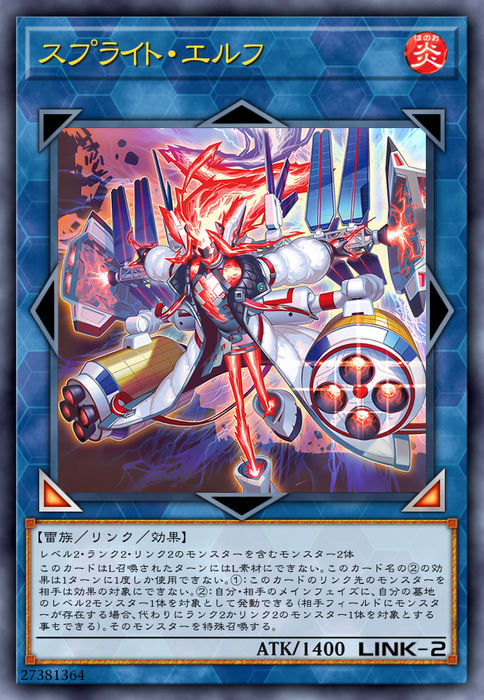 スプライト・エルフ
ほのお
炎
【雷族／リンク／効果】
レベル2・ランク2・リンク2のモンスターを含むモンスター2体
このカードはL召喚されたターンにはL素材にできない。このカード名の②の効
果は1ターンに1度しか使用できない。①：このカードのリンク先のモンスターを
相手は効果の対象にできない。②：自分・相手のメインフェイズに、自分の墓地
のレベル2モンスター1体を対象として発動できる（相手フィールドにモンスター
が存在する場合、代わりにランク2かリンク2のモンスター1体を対象とする
事もできる）。そのモンスターを特殊召喚する。
ATK/1400 LINK-2
27381364